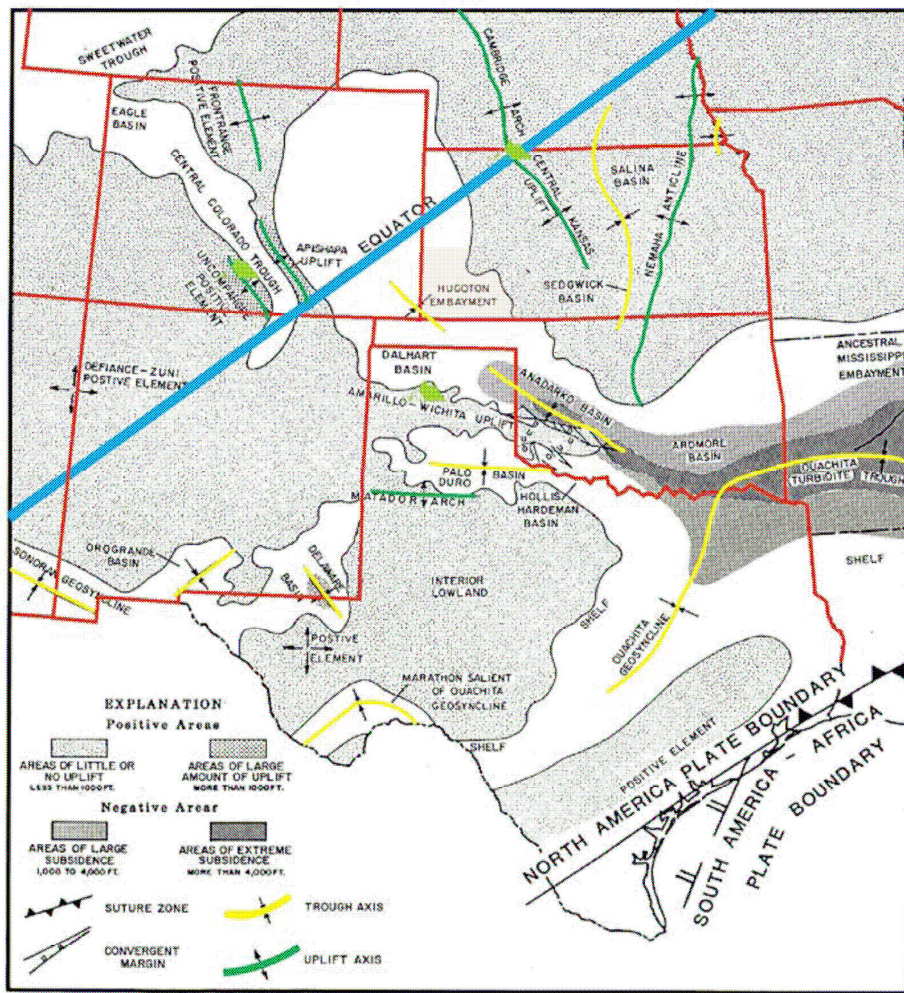 SWEETWATER
TROUGH
EAGLE
BASIN
FRONTRANGE
POSITIVE ELEMENT
CENTRAL COLORADO TROUGH
UNCOMPAHGRE
POSITIVE
ELEMENT
APISHAPA
UPLIFT
EQUATOR
CAMBRIDGE
ARCH
CENTRAL
KANSAS
UPLIFT
SALINA
BASIN
NEMAHA ANTICLINE
HUGOTON
EMBAYMENT
SEDGWICK
BASIN
DEFIANCE-ZUNI
POSTIVE ELEMENT
DALHART
BASIN
AMARILLO-WICHITA UPLIFT
ANADARKO BASIN
ANCESTRAL
MISSISSIPPI
EMBAYMENT
ARDMORE
BASIN
OUACHITA
TURBIDITE TROUGH
PALO
DURO
BASIN
MATADOR ARCH
HOLLIS
HARDEMAN
BASIN
SONORAN GEOSYNCLINE
OROGRANDE
BASIN
BASIN
INTERIOR
LOWLAND
SHELF
SHELF
OUACHITA
GEOSYNCLINE
POSTIVE
ELEMENT
MARATHON SALIENT
OF OUACHITA
GEOSYNCLINE
SHELF
POSITIVE ELEMENT
NORTH AMERICA PLATE BOUNDARY
SOUTH AMERICA - AFRICA
PLATE BOUNDARY
EXPLANATION
Positive Areas
AREAS OF LITTLE OR
NO UPLIFT
LESS THAN 1000 FT.
AREAS OF LARGE
AMOUNT OF UPLIFT
MORE THAN 1000 FT.
Negative Areas
AREAS OF LARGE
SUBSIDENCE
1,000 TO 4,000 FT.
AREAS OF EXTREME
SUBSIDENCE
MORE THAN 4,000 FT.
SUTURE ZONE
TROUGH AXIS
CONVERGENT
MARGIN
UPLIFT AXIS